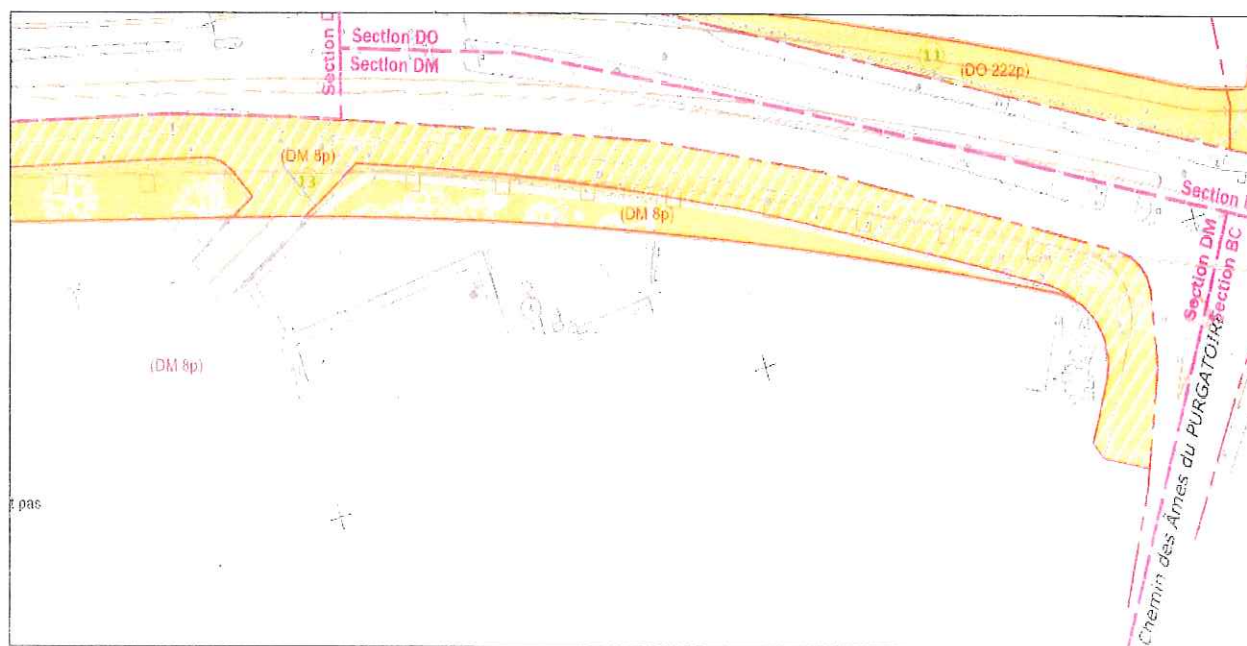 Section D
Section DO
Section DM
(11)
(DO 222p)
(DM 8p)
13
(DM 8p)
Section
Section DM
Section BC
(DM 8p)
Chemin des Âmes du PURGATOIRE
t pas